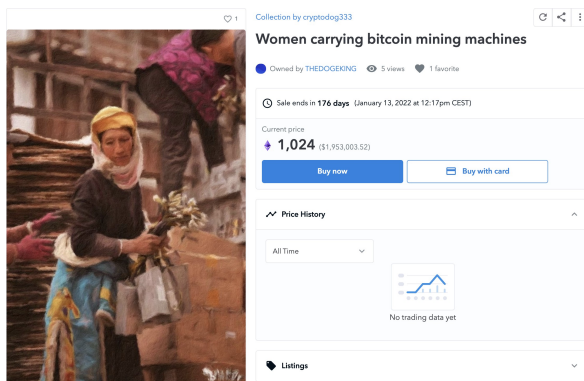 1
Collection by cryptodog333
Women carrying bitcoin mining machines
Owned by THEDOGEKING 5 views 1 favorite
Sale ends in 176 days (January 13, 2022 at 12:17pm CEST)
Current price
1,024 ($1,953,003.52)
Buy now
Buy with card
Price History
All Time
No trading data yet
Listings